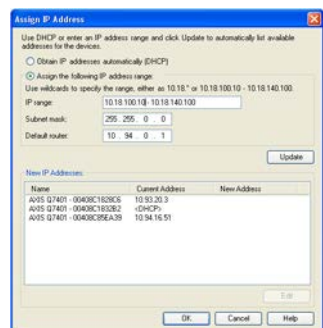 Assign IP Address
Use DHCP or enter an IP address range and click Update to automatically list available
addresses for the devices.
Obtain IP addresses automatically (DHCP)
Assign the following IP address range:
Use wildcards to specify the range, either as 10.18.* or 10.18.100.10 - 10.18.140.100.
IP range: 10.18.100.10 - 10.18.140.100
Subnet mask: 255 . 255 . 0 . 0
Default router: 10 . 94 . 0 . 1
Update
New IP Addresses:
Name Current Address New Address
AXIS Q7401 - 00408C1828C6 10.93.20.3
AXIS Q7401 - 00408C1832B2 <DHCP>
AXIS Q7401 - 00408C85EA39 10.94.16.51
Edit
OK Cancel Help